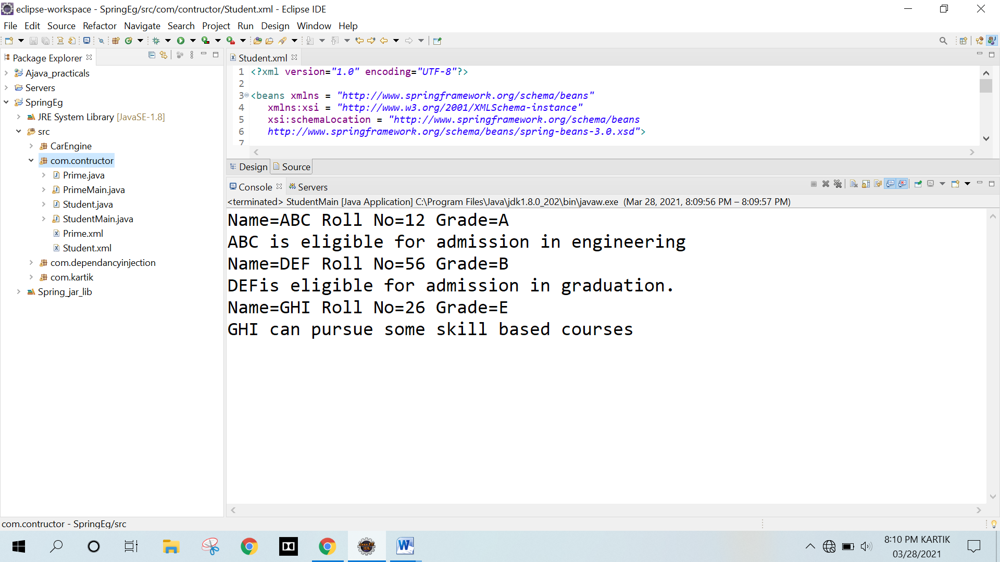 eclipse-workspace - SpringEg/src/com/contructor/Student.xml - Eclipse IDE
File Edit Source Refactor Navigate Search Project Run Design Window Help
Package Explorer
Ajava_practicals
Servers
SpringEg
JRE System Library [JavaSE-1.8]
src
CarEngine
com.contructor
Prime.java
PrimeMain.java
Student.java
StudentMain.java
Prime.xml
Student.xml
com.dependancyinjection
com.kartik
Spring_jar_lib
Student.xml
1 <?xml version="1.0" encoding="UTF-8"?>
2
3 <beans xmlns = "http://www.springframework.org/schema/beans"
4 xmlns:xsi = "http://www.w3.org/2001/XMLSchema-instance"
5 xsi:schemaLocation = "http://www.springframework.org/schema/beans
6 http://www.springframework.org/schema/beans/spring-beans-3.0.xsd">
7
Design Source
Console Servers
<terminated> StudentMain [Java Application] C:\Program Files\Java\jdk1.8.0_202\bin\javaw.exe (Mar 28, 2021, 8:09:56 PM – 8:09:57 PM)
Name=ABC Roll No=12 Grade=A
ABC is eligible for admission in engineering
Name=DEF Roll No=56 Grade=B
DEFis eligible for admission in graduation.
Name=GHI Roll No=26 Grade=E
GHI can pursue some skill based courses
com.contructor - SpringEg/src
8:10 PM KARTIK
03/28/2021